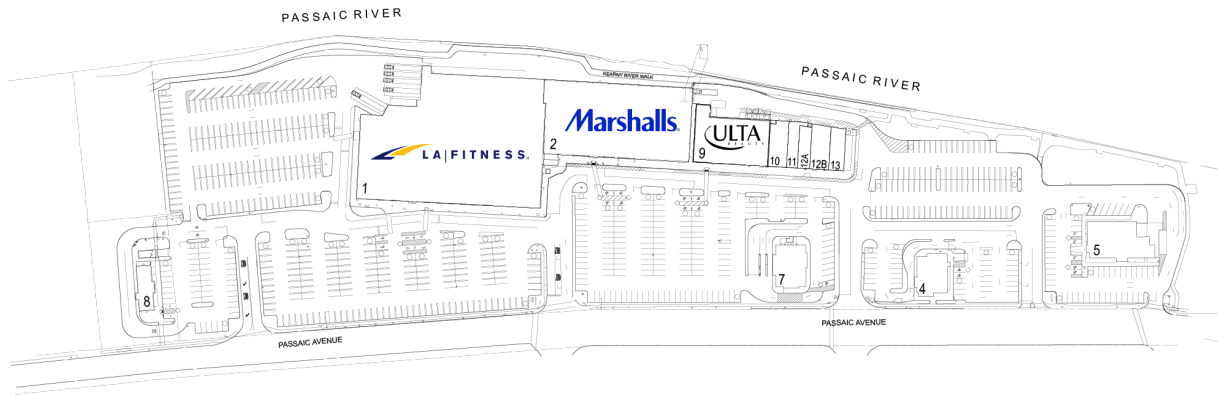 PASSAIC RIVER
KEARNY RIVER WALK
PASSAIC RIVER
Marshalls
ULTA
BEAUTY
LA|FITNESS
1
2
9
10
11
12A
12B
13
5
7
4
8
PASSAIC AVENUE
PASSAIC AVENUE